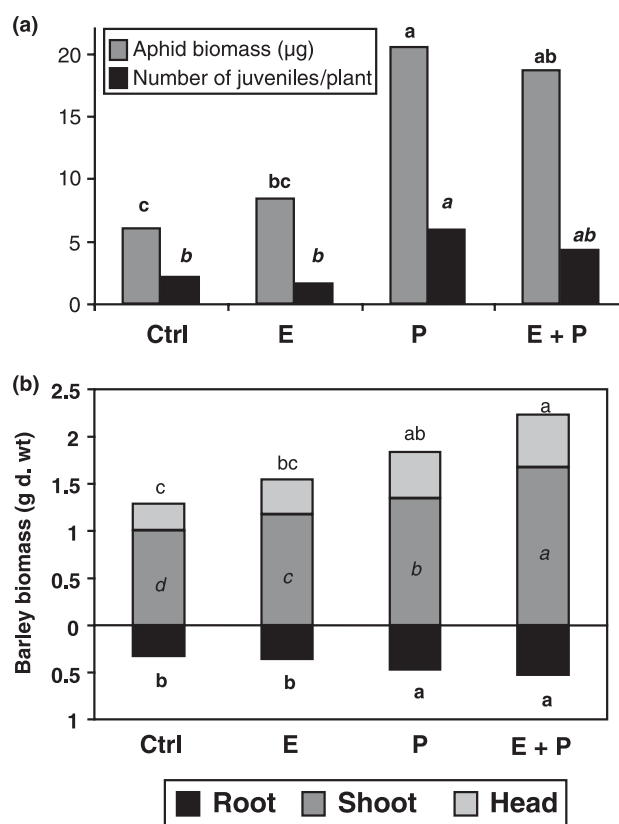 (a)
Aphid biomass (µg)
Number of juveniles/plant
20
15
10
5
0
c
b
bc
b
a
a
ab
ab
Ctrl E P E + P
(b)
Barley biomass (g d. wt)
2.5
2
1.5
1
0.5
0
0.5
1
c
bc
ab
a
d
c
b
a
b
b
a
a
Ctrl E P E + P
Root Shoot Head